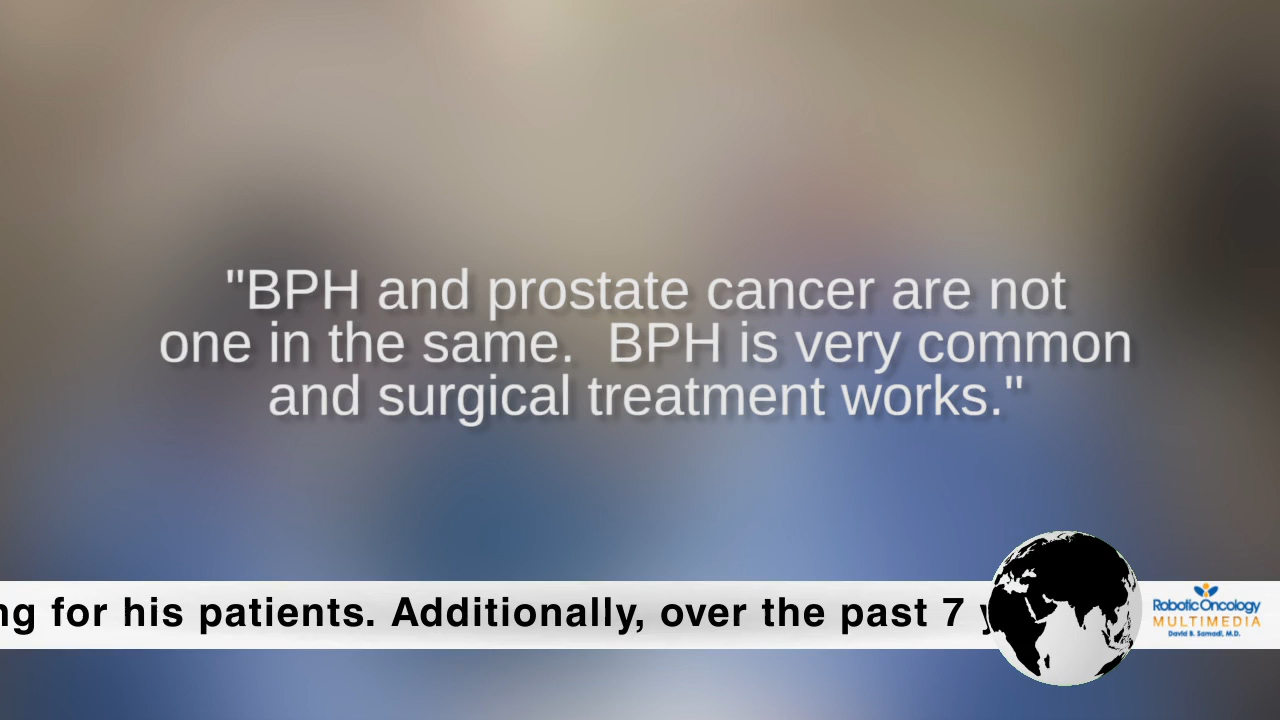 "BPH and prostate cancer are not
one in the same.  BPH is very common
and surgical treatment works."
ng for his patients. Additionally, over the past 7 y
Robotic Oncology
MULTIMEDIA
David B. Samadi, M.D.